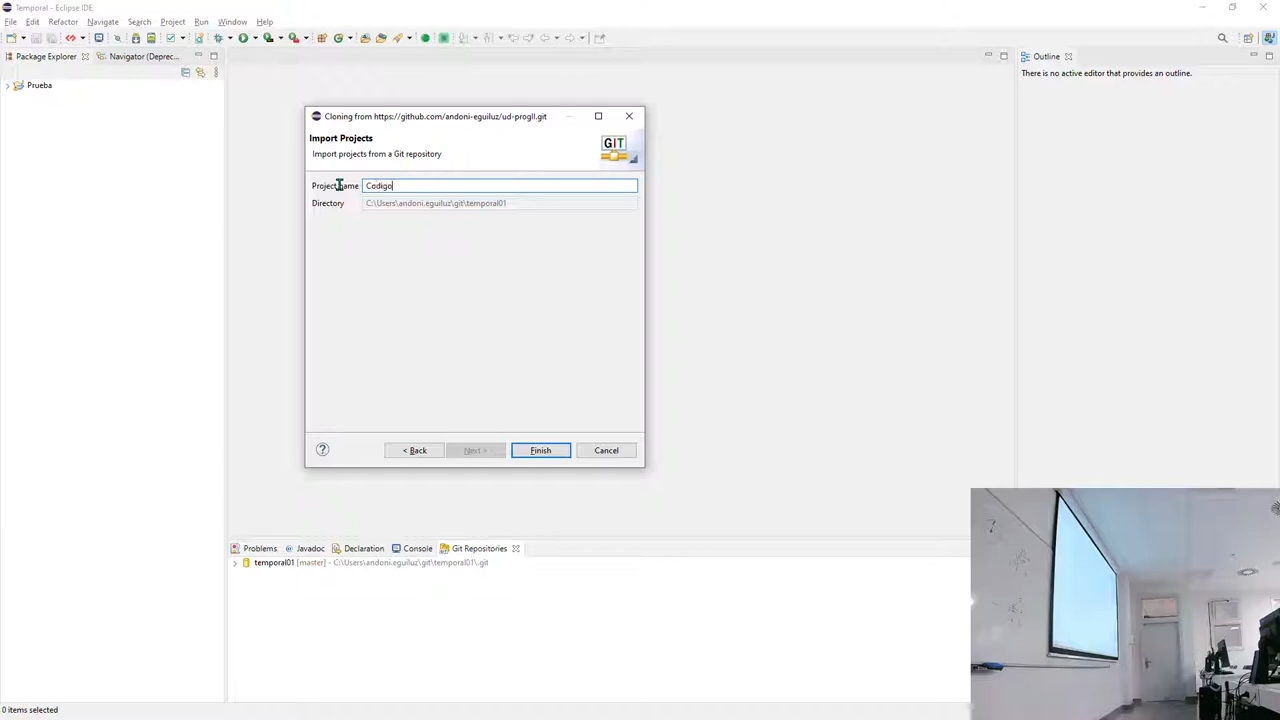 Temporal - Eclipse IDE
File Edit Refactor Navigate Search Project Run Window Help
Package Explorer Navigator (Deprec...
Outline
There is no active editor that provides an outline.
Prueba
Cloning from https://github.com/andoni-eguiluz/ud-progII.git
Import Projects
Import projects from a Git repository
GIT
Project name Codigo
Directory C:\Users\andoni.eguiluz\git\temporal01
? < Back Next > Finish Cancel
Problems Javadoc Declaration Console Git Repositories
temporal01 [master] - C:\Users\andoni.eguiluz\git\temporal01\.git
0 items selected